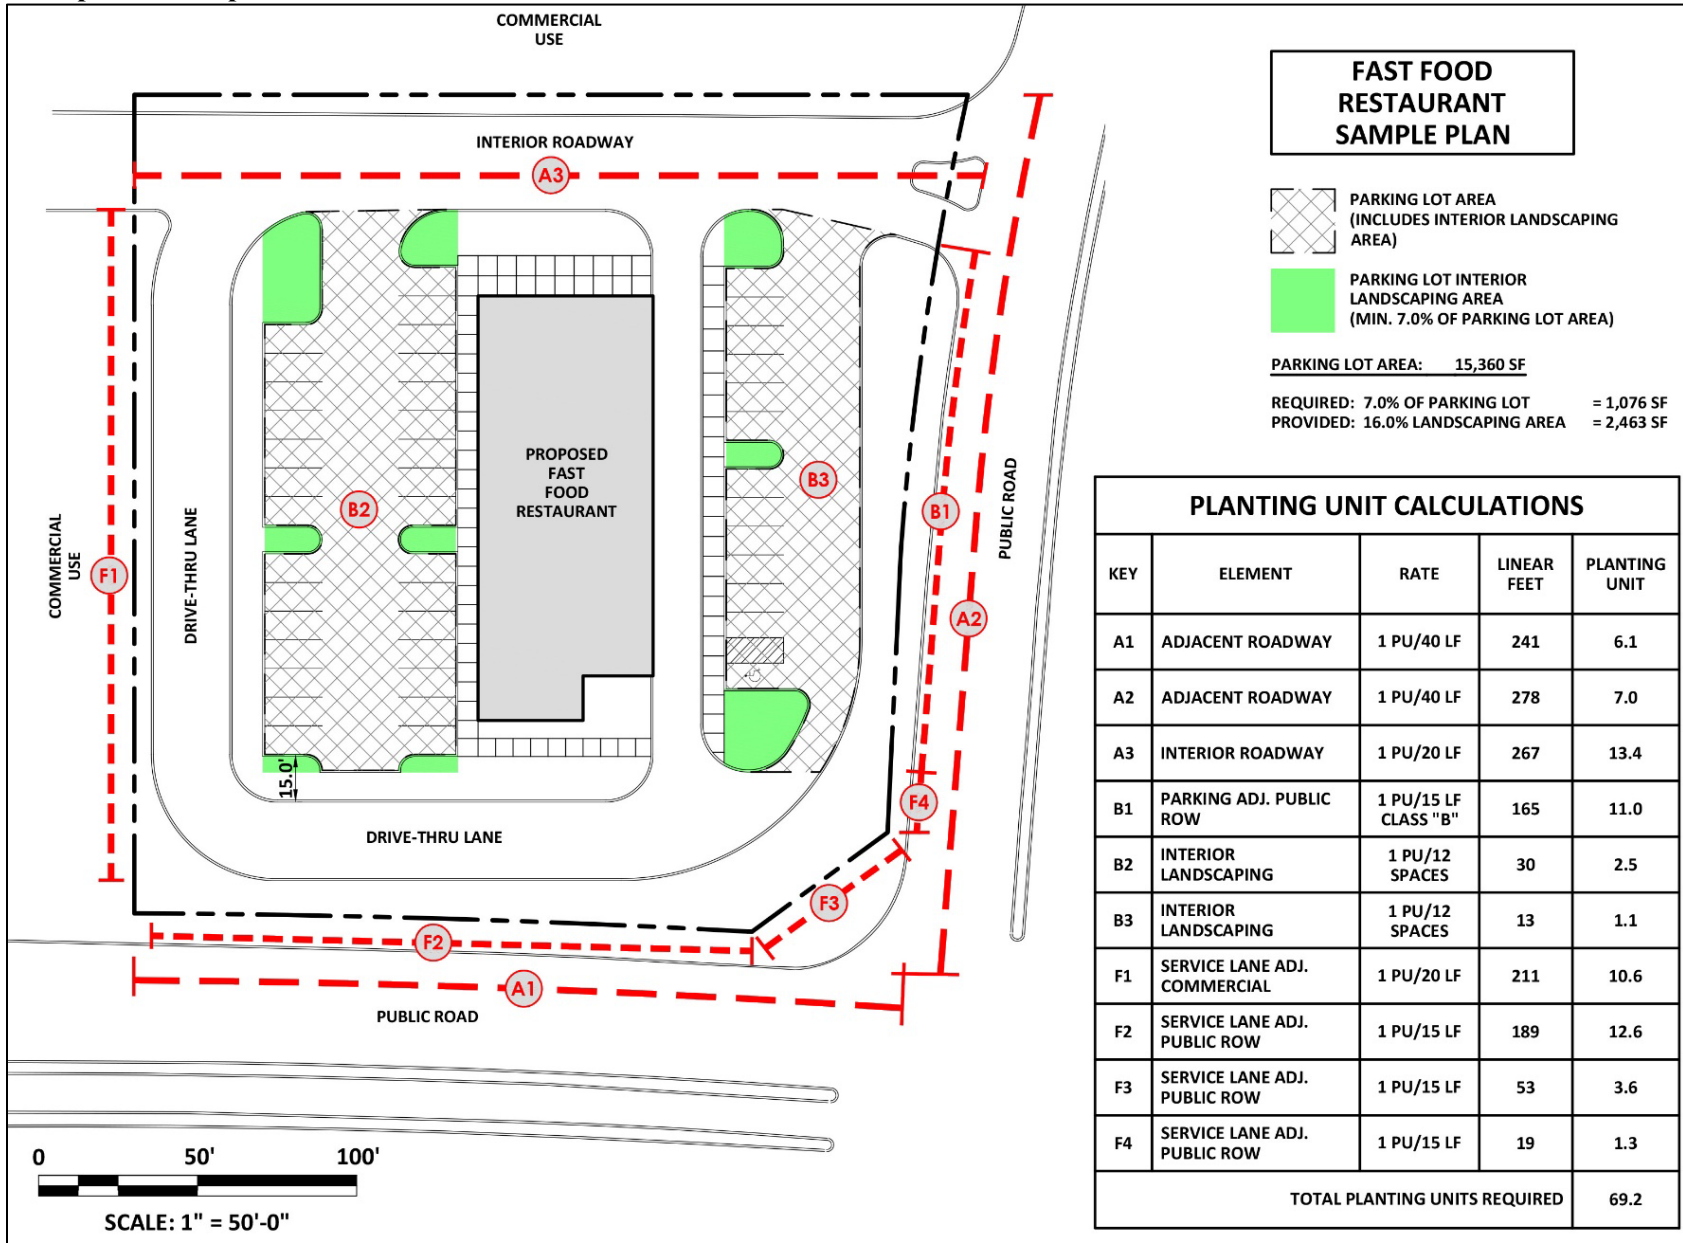 COMMERCIAL
USE
INTERIOR ROADWAY
A3
FAST FOOD
RESTAURANT
SAMPLE PLAN
PARKING LOT AREA
(INCLUDES INTERIOR LANDSCAPING
AREA)
PARKING LOT INTERIOR
LANDSCAPING AREA
(MIN. 7.0% OF PARKING LOT AREA)
PARKING LOT AREA: 15,360 SF
REQUIRED: 7.0% OF PARKING LOT = 1,076 SF
PROVIDED: 16.0% LANDSCAPING AREA = 2,463 SF
COMMERCIAL
USE
F1
DRIVE-THRU LANE
B2
PROPOSED
FAST
FOOD
RESTAURANT
B3
B1
A2
PUBLIC ROAD
15.0'
F4
DRIVE-THRU LANE
F3
F2
A1
PUBLIC ROAD
0 50' 100'
SCALE: 1" = 50'-0"
PLANTING UNIT CALCULATIONS
KEY ELEMENT RATE LINEAR FEET PLANTING UNIT
A1 ADJACENT ROADWAY 1 PU/40 LF 241 6.1
A2 ADJACENT ROADWAY 1 PU/40 LF 278 7.0
A3 INTERIOR ROADWAY 1 PU/20 LF 267 13.4
B1 PARKING ADJ. PUBLIC ROW 1 PU/15 LF CLASS "B" 165 11.0
B2 INTERIOR LANDSCAPING 1 PU/12 SPACES 30 2.5
B3 INTERIOR LANDSCAPING 1 PU/12 SPACES 13 1.1
F1 SERVICE LANE ADJ. COMMERCIAL 1 PU/20 LF 211 10.6
F2 SERVICE LANE ADJ. PUBLIC ROW 1 PU/15 LF 189 12.6
F3 SERVICE LANE ADJ. PUBLIC ROW 1 PU/15 LF 53 3.6
F4 SERVICE LANE ADJ. PUBLIC ROW 1 PU/15 LF 19 1.3
TOTAL PLANTING UNITS REQUIRED 69.2